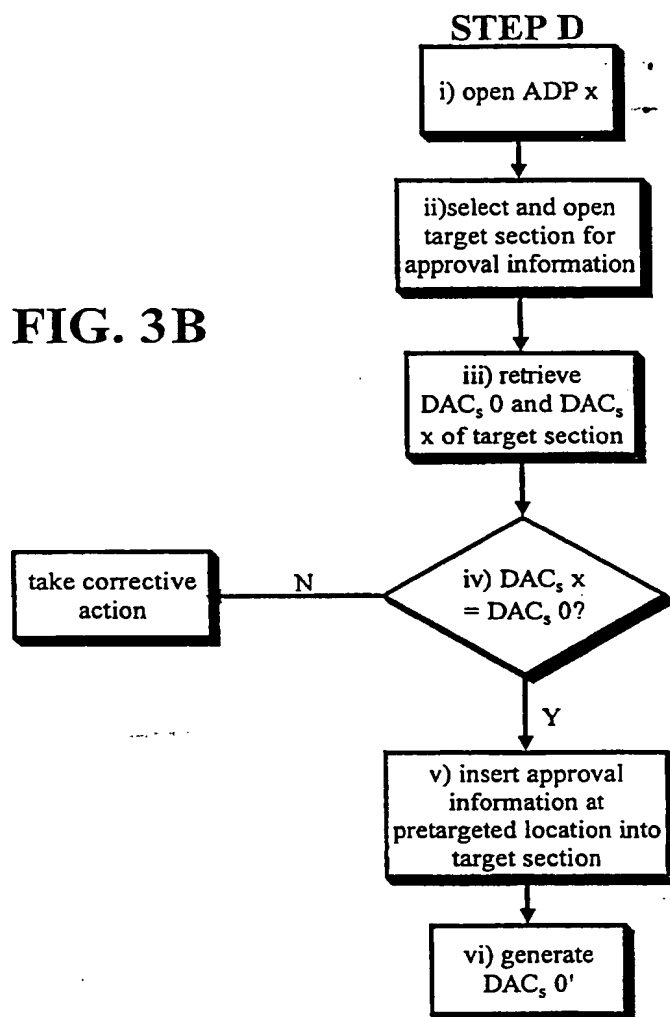 STEP D
i) open ADP x
ii)select and open
target section for
approval information
FIG. 3B
iii) retrieve
DACₛ 0 and DACₛ
x of target section
take corrective
action
N
iv) DACₛ x
= DACₛ 0?
Y
v) insert approval
information at
pretargeted location into
target section
vi) generate
DACₛ 0'